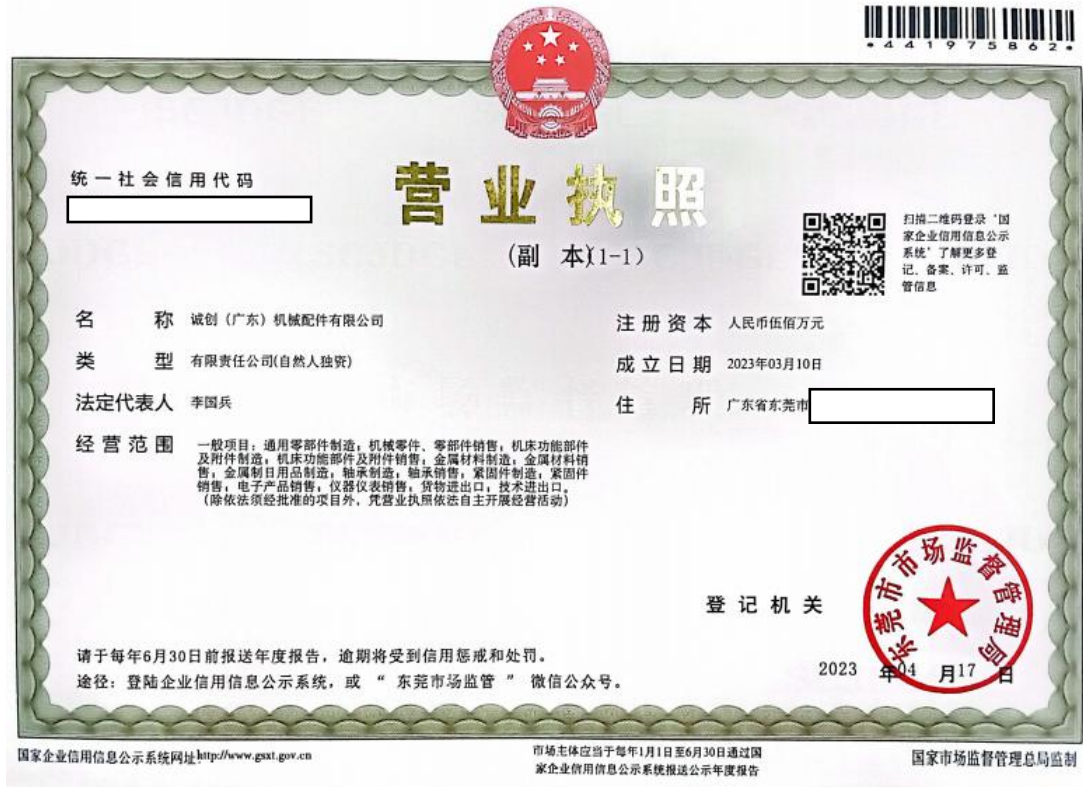 *441975862*
统一社会信用代码
营业执照
(副 本)(1-1)
扫描二维码登录‘国
家企业信用信息公示
系统’了解更多登
记、备案、许可、监
管信息
名 称 诚创（广东）机械配件有限公司
注册资本 人民币伍佰万元
类 型 有限责任公司(自然人独资)
成立日期 2023年03月10日
法定代表人 李国兵
住 所 广东省东莞市
经营范围 一般项目：通用零部件制造；机械零件、零部件销售；机床功能部件
及附件制造；机床功能部件及附件销售；金属材料制造；金属材料销
售；金属制日用品制造；轴承制造；轴承销售；紧固件制造；紧固件
销售；电子产品销售；仪器仪表销售；货物进出口；技术进出口。
（除依法须经批准的项目外，凭营业执照依法自主开展经营活动）
东莞市市场监督管理局
登记机关
2023 年04 月17 日
请于每年6月30日前报送年度报告，逾期将受到信用惩戒和处罚。
途径：登陆企业信用信息公示系统，或“东莞市场监管”微信公众号。
国家企业信用信息公示系统网址http://www.gsxt.gov.cn
市场主体应当于每年1月1日至6月30日通过国
家企业信用信息公示系统报送公示年度报告
国家市场监督管理总局监制